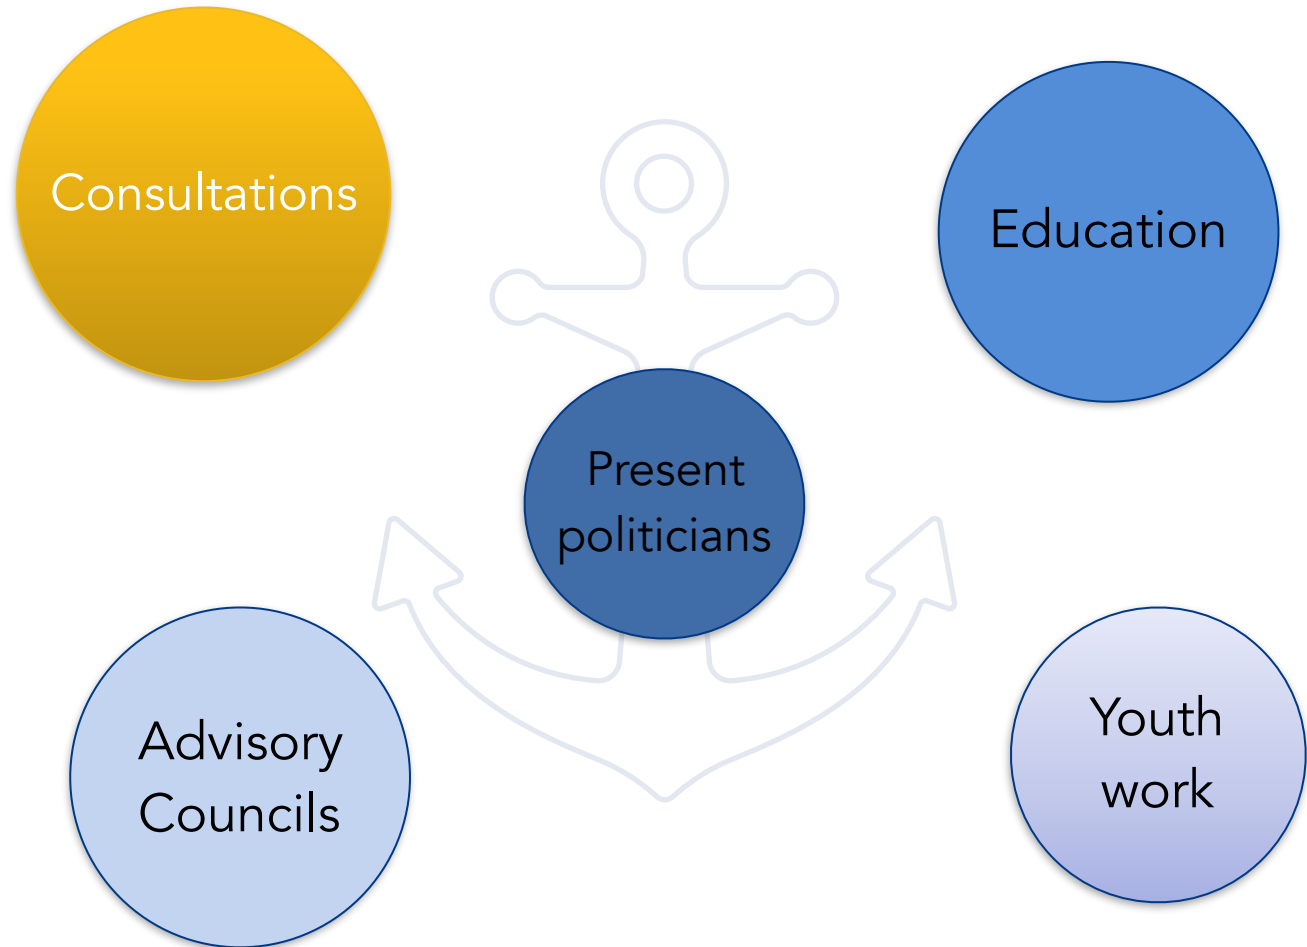 Consultations
Education
Present
politicians
Advisory
Councils
Youth
work